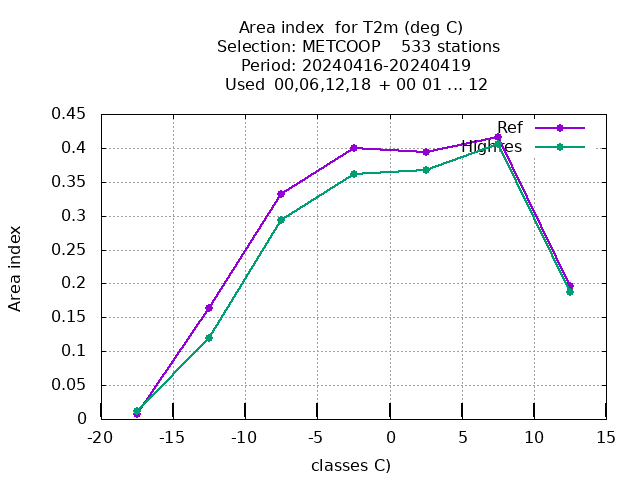 Area index for T2m (deg C)
Selection: METCOOP 533 stations
Period: 20240416-20240419
Used 00,06,12,18 + 00 01 ... 12
Ref
Highres
0.45
0.4
0.35
0.3
0.25
0.2
0.15
0.1
0.05
0
Area index
-20 -15 -10 -5 0 5 10 15
classes C)